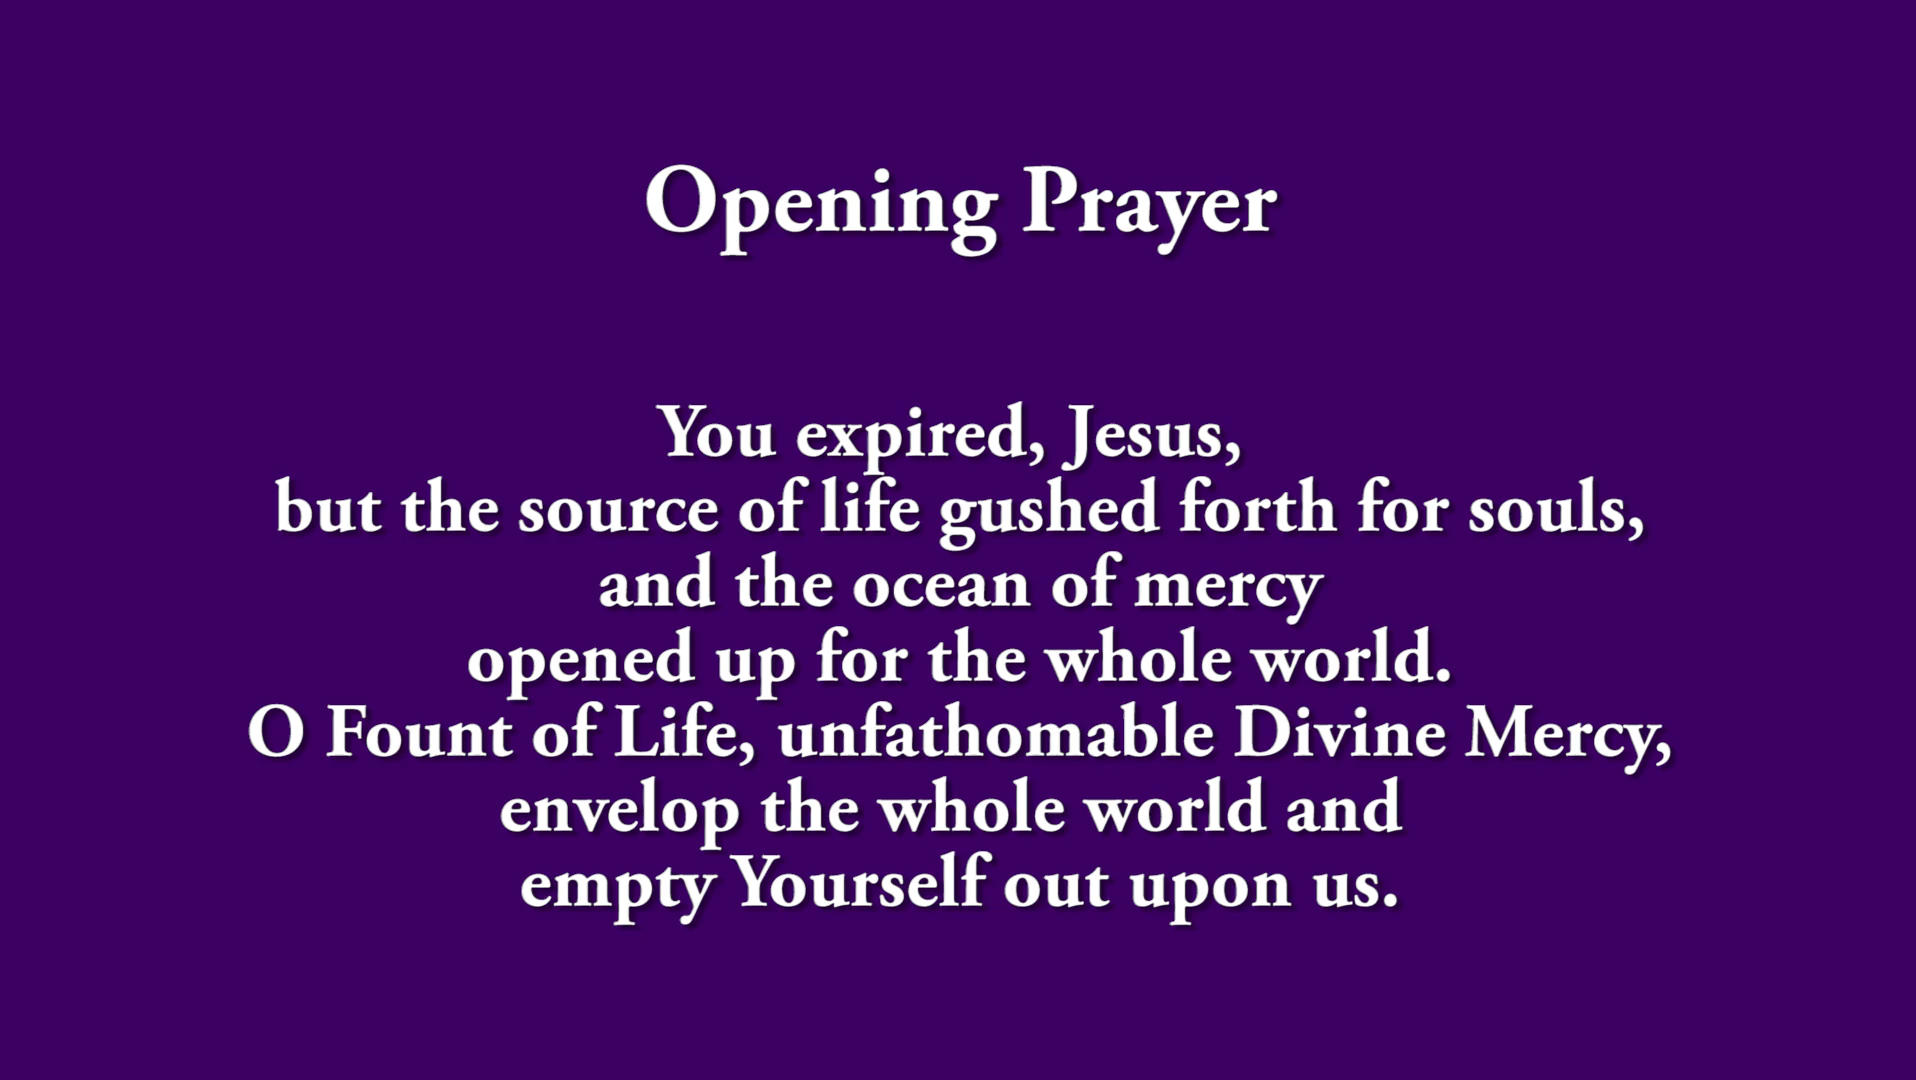 Opening Prayer
You expired, Jesus,
but the source of life gushed forth for souls,
and the ocean of mercy
opened up for the whole world.
O Fount of Life, unfathomable Divine Mercy,
envelop the whole world and
empty Yourself out upon us.